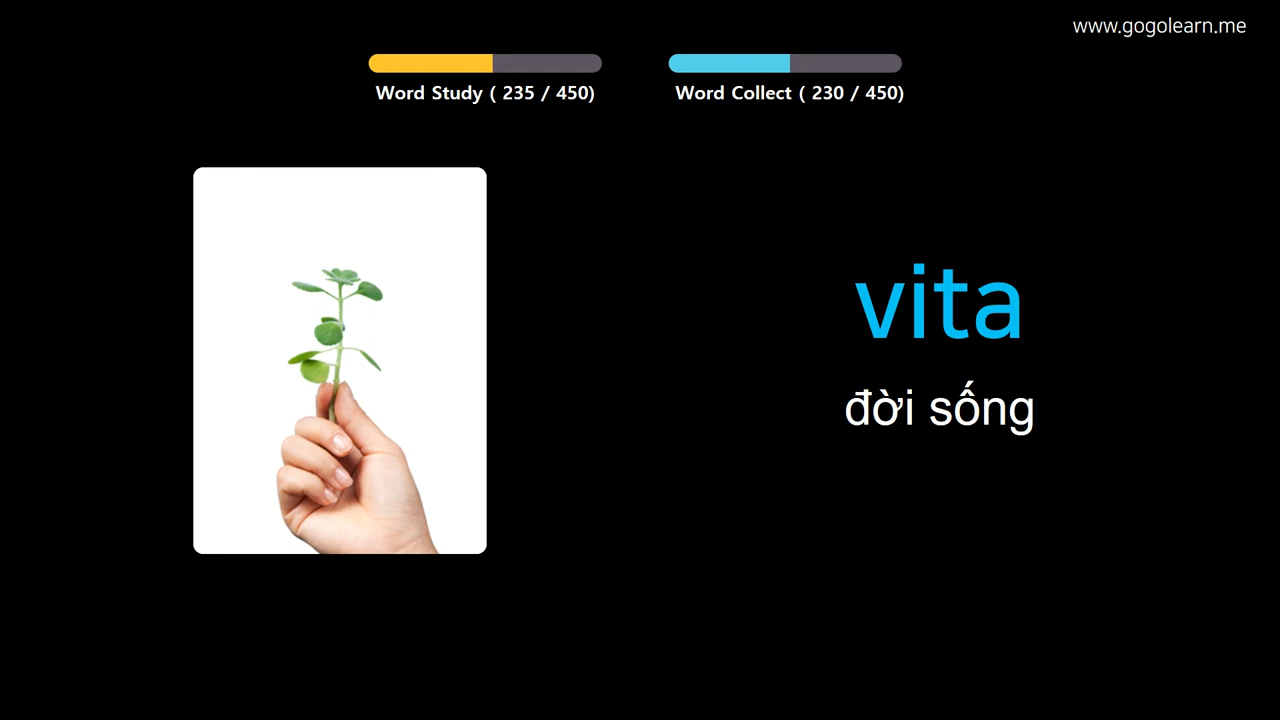 www.gogolearn.me
Word Study ( 235 / 450)
Word Collect ( 230 / 450)
vita
đời sống